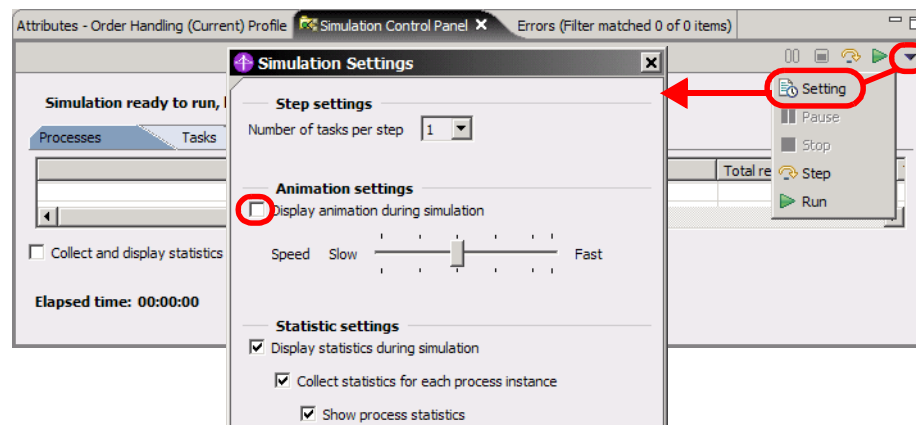 Attributes - Order Handling (Current) Profile
Simulation Control Panel
Errors (Filter matched 0 of 0 items)
Simulation Settings
Setting
Pause
Stop
Step
Run
Simulation ready to run,
Processes
Tasks
Total re
Step settings
Number of tasks per step
1
Animation settings
Display animation during simulation
Speed
Slow
Fast
Collect and display statistics
Elapsed time: 00:00:00
Statistic settings
Display statistics during simulation
Collect statistics for each process instance
Show process statistics